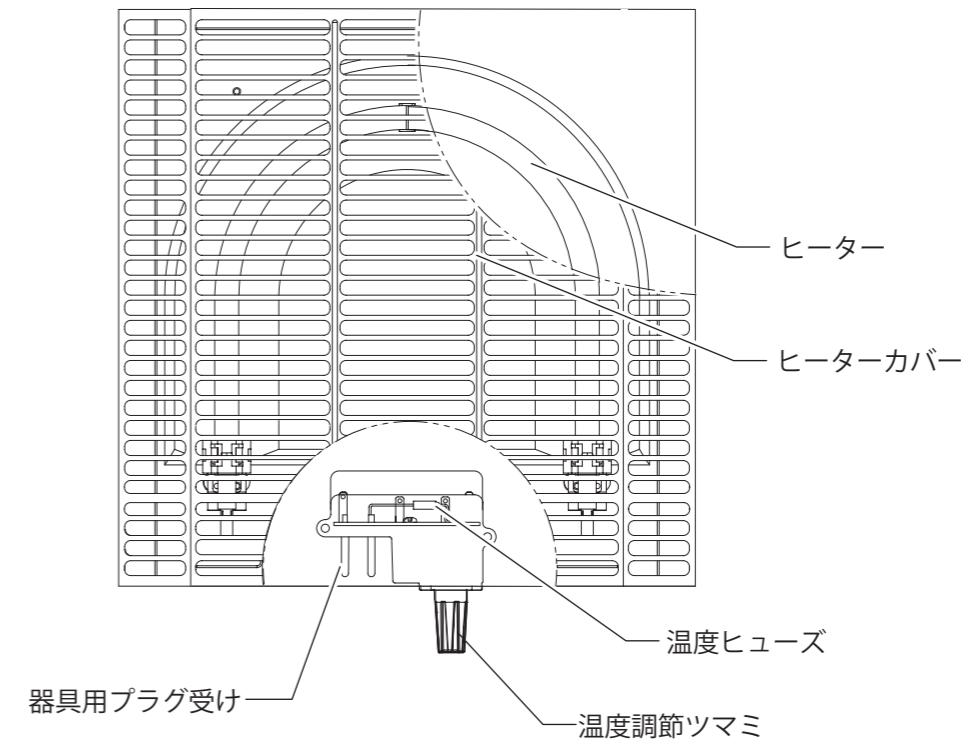 ヒーター
ヒーターカバー
温度ヒューズ
器具用プラグ受け
温度調節ツマミ